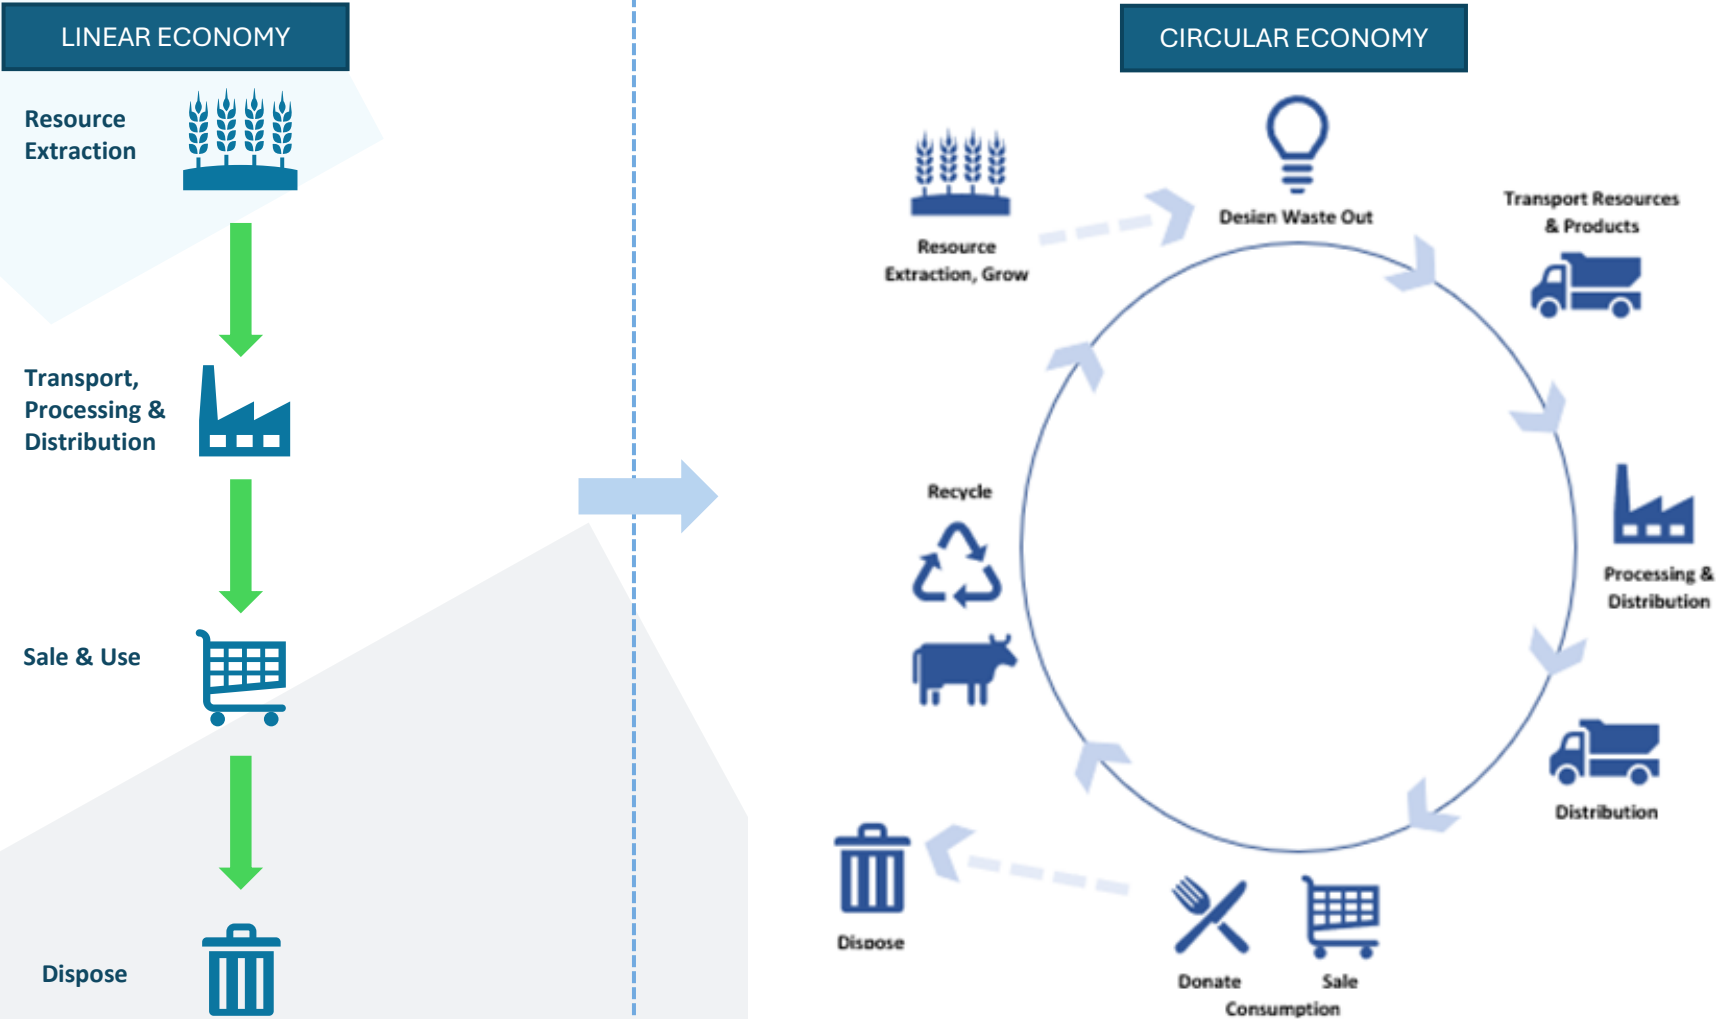 LINEAR ECONOMY
Resource
Extraction
Transport,
Processing &
Distribution
Sale & Use
Dispose
CIRCULAR ECONOMY
Design Waste Out
Resource
Extraction, Grow
Transport Resources
& Products
Processing &
Distribution
Distribution
Donate Sale
Consumption
Dispose
Recycle